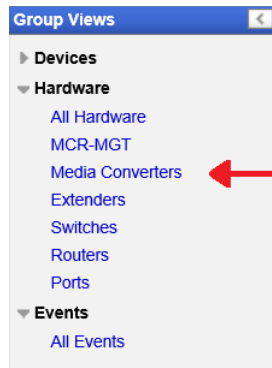 Group Views
Devices
Hardware
All Hardware
MCR-MGT
Media Converters
Extenders
Switches
Routers
Ports
Events
All Events